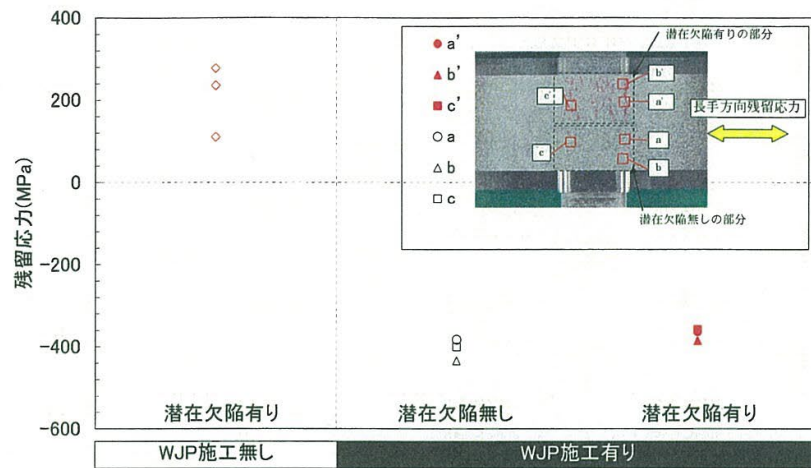 400
200
0
-200
-400
-600
残留応力(MPa)
a'
b'
c'
a
b
c
潜在欠陥有りの部分
b'
a'
c'
長手方向残留応力
a
c
b
潜在欠陥無しの部分
潜在欠陥有り
潜在欠陥無し
潜在欠陥有り
WJP施工無し
WJP施工有り